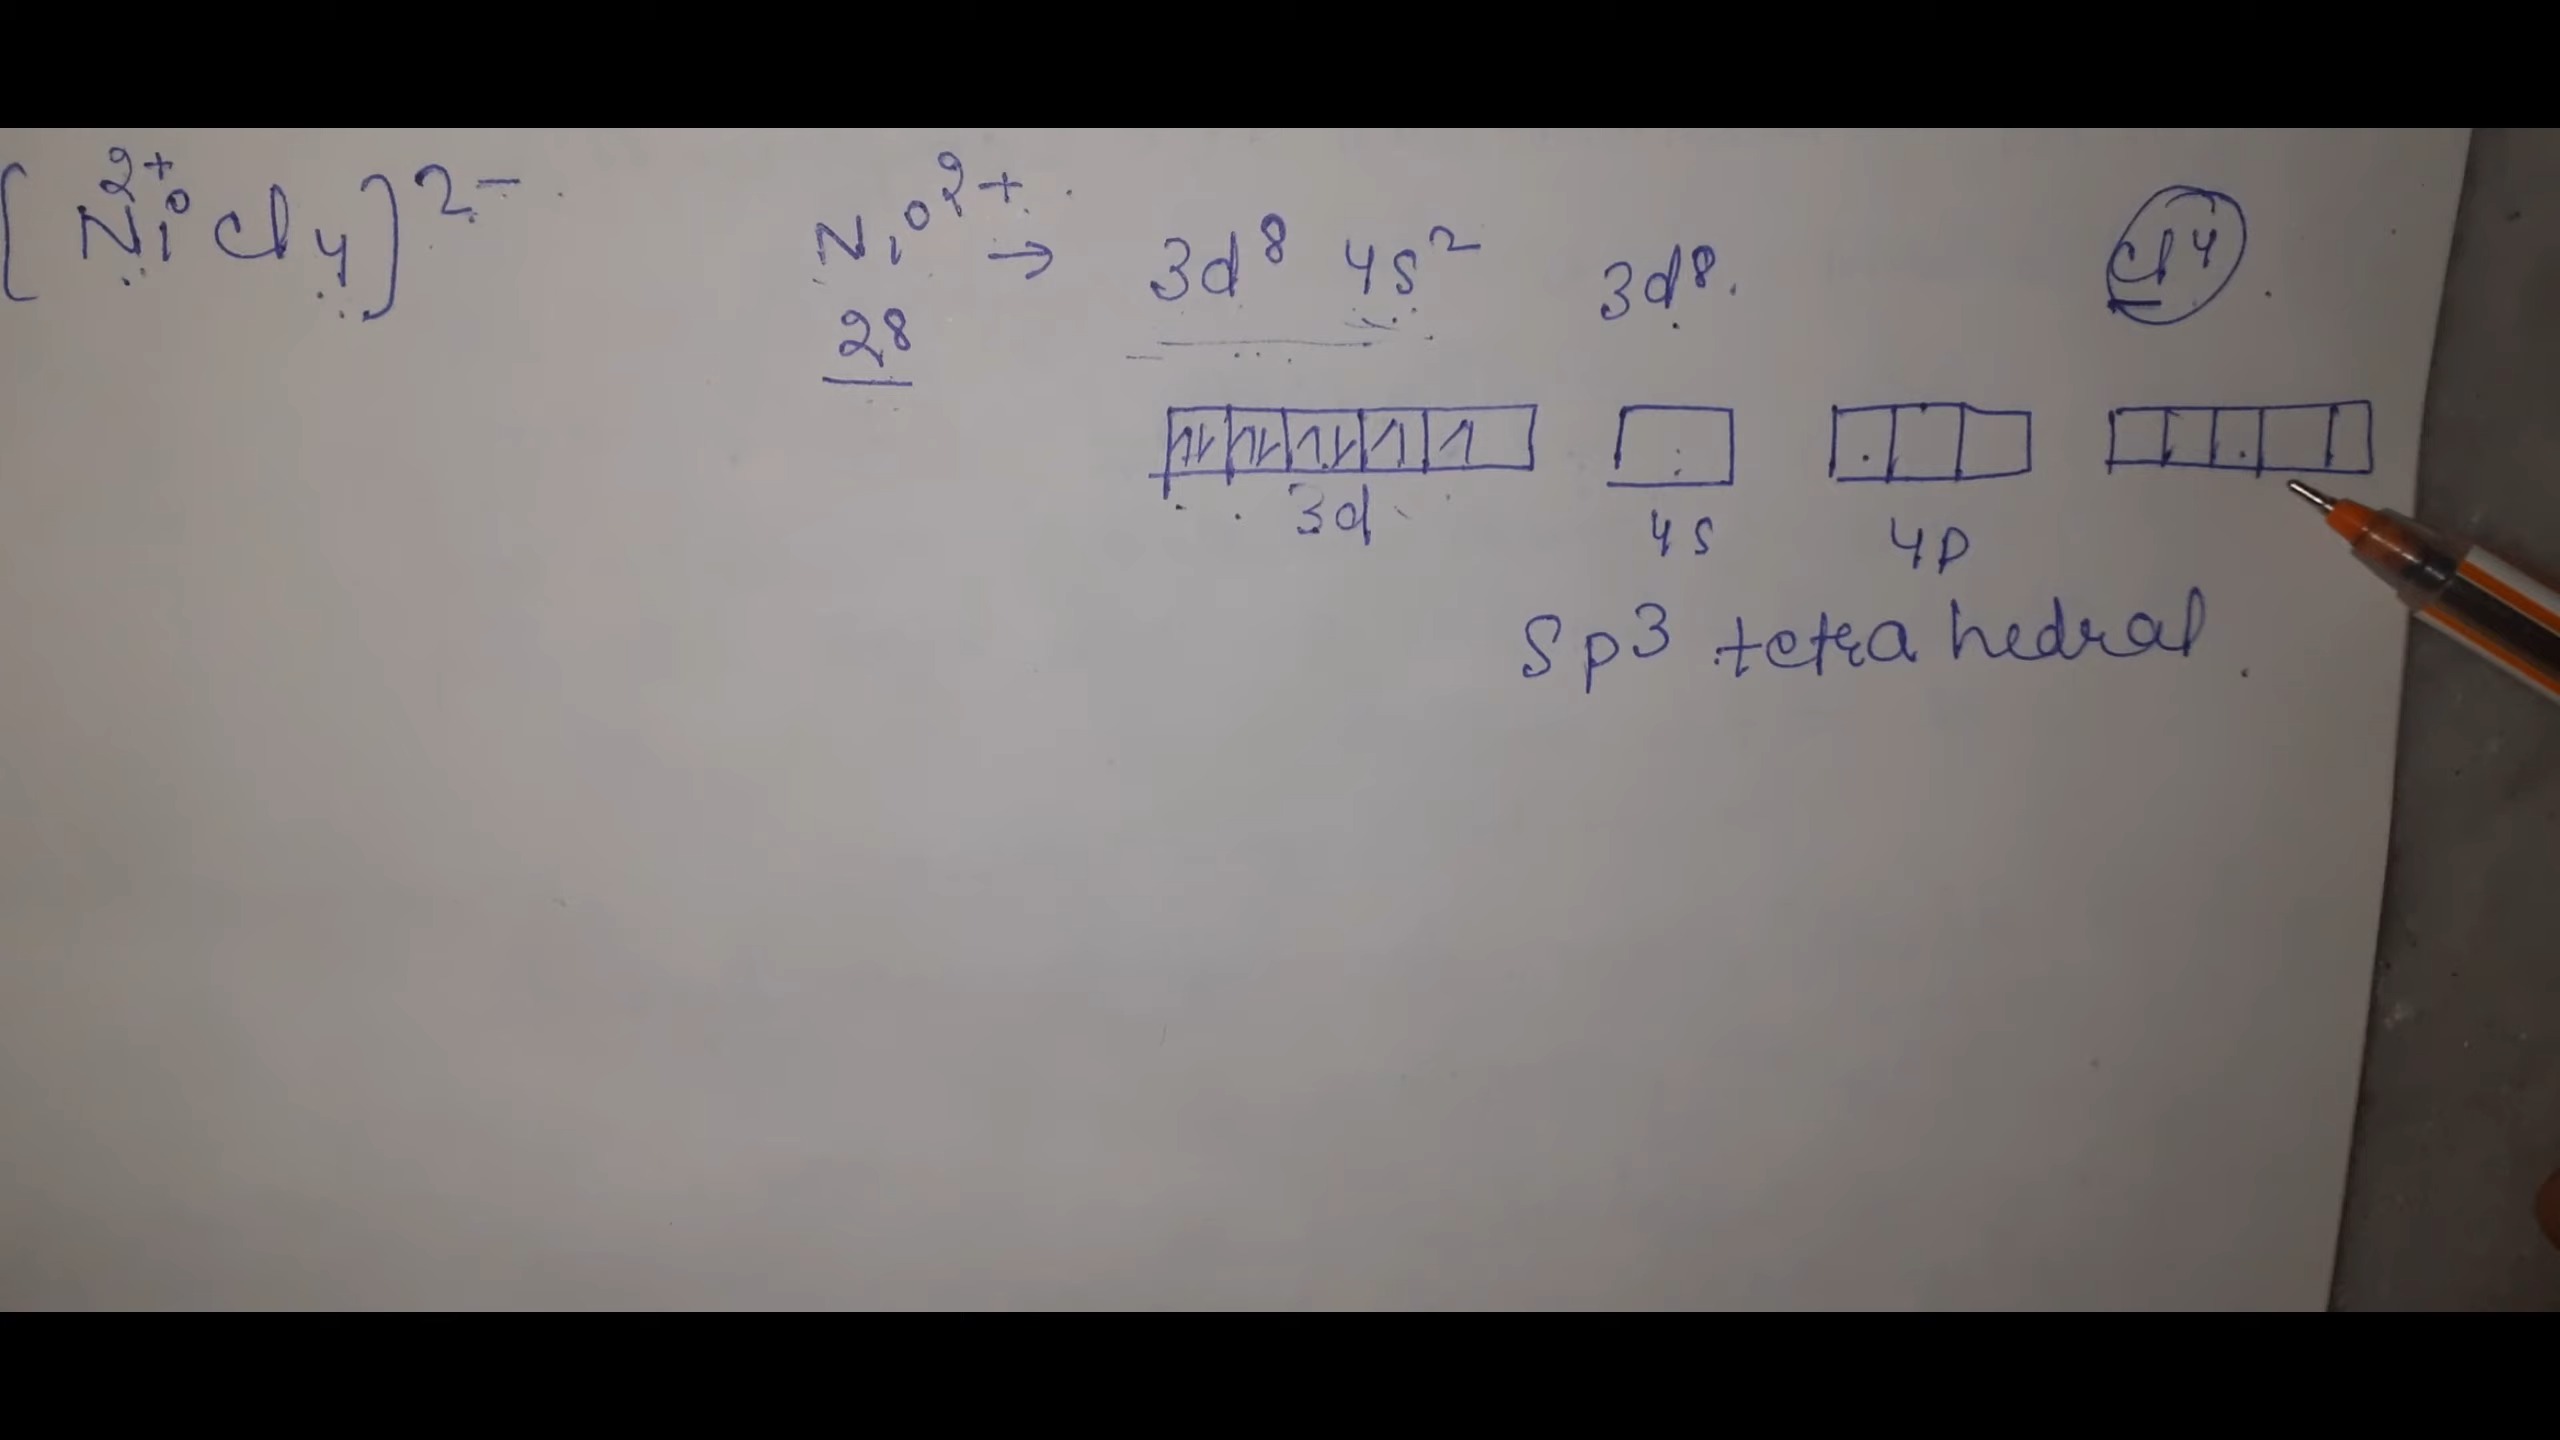 [Ni²⁺Cl4]²⁻ Ni²⁺ → 3d⁸ 4s² 3d⁸ Cl4
28
3d 4s 4p
Sp³ tetrahedral